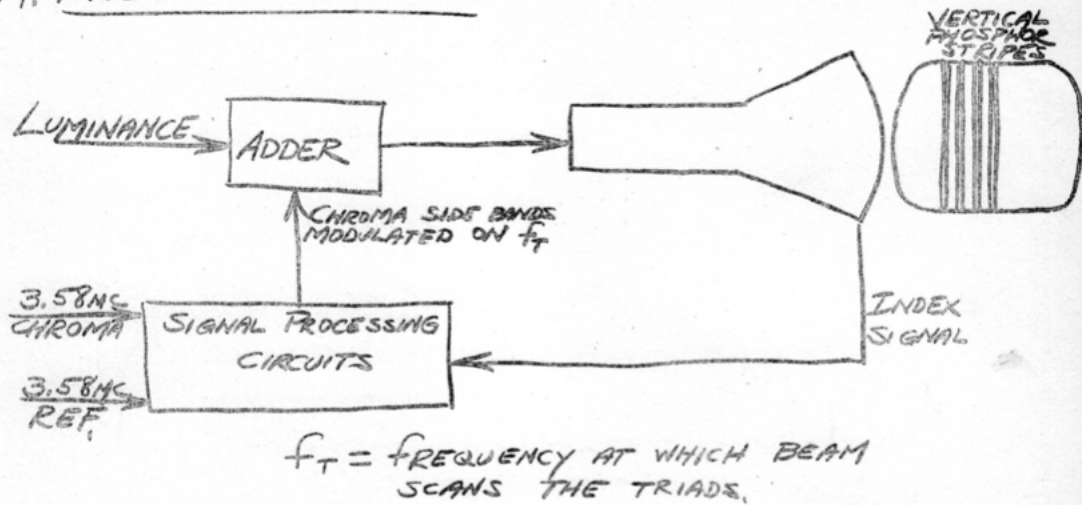 VERTICAL
PHOSPHOR
STRIPES
LUMINANCE
ADDER
CHROMA SIDE BANDS
MODULATED ON fT
3.58MC
CHROMA
SIGNAL PROCESSING
CIRCUITS
INDEX
SIGNAL
3.58MC
REF.
fT = FREQUENCY AT WHICH BEAM
SCANS THE TRIADS.